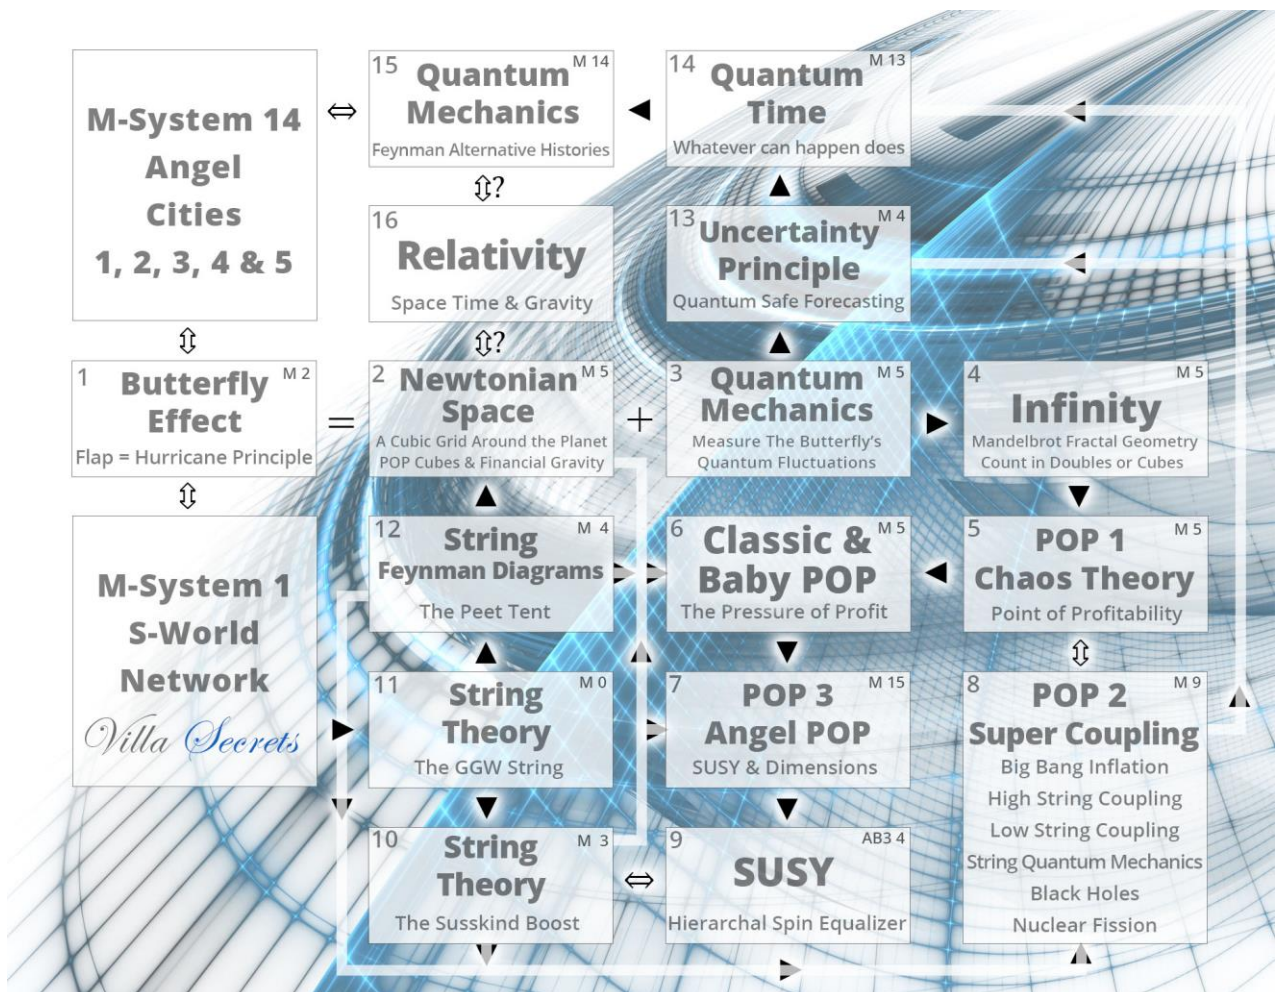 M-System 14
Angel
Cities
1, 2, 3, 4 & 5
15 Quantum M 14
Mechanics
Feynman Alternative Histories
14 Quantum M 13
Time
Whatever can happen does
?
16
Relativity
Space Time & Gravity
13 Uncertainty M 4
Principle
Quantum Safe Forecasting
?
1 Butterfly M 2
Effect
Flap = Hurricane Principle
=
2 Newtonian M 5
Space
A Cubic Grid Around the Planet
POP Cubes & Financial Gravity
+
3 Quantum M 5
Mechanics
Measure The Butterfly's
Quantum Fluctuations
4 M 5
Infinity
Mandelbrot Fractal Geometry
Count in Doubles or Cubes
M-System 1
S-World
Network
Villa Secrets
12 String M 4
Feynman Diagrams
The Peet Tent
6 Classic & M 5
Baby POP
The Pressure of Profit
5 POP 1 M 5
Chaos Theory
Point of Profitability
11 String M 0
Theory
The GGW String
7 POP 3 M 15
Angel POP
SUSY & Dimensions
8 POP 2 M 9
Super Coupling
Big Bang Inflation
High String Coupling
Low String Coupling
String Quantum Mechanics
Black Holes
Nuclear Fission
10 String M 3
Theory
The Susskind Boost
9 AB3 4
SUSY
Hierarchal Spin Equalizer